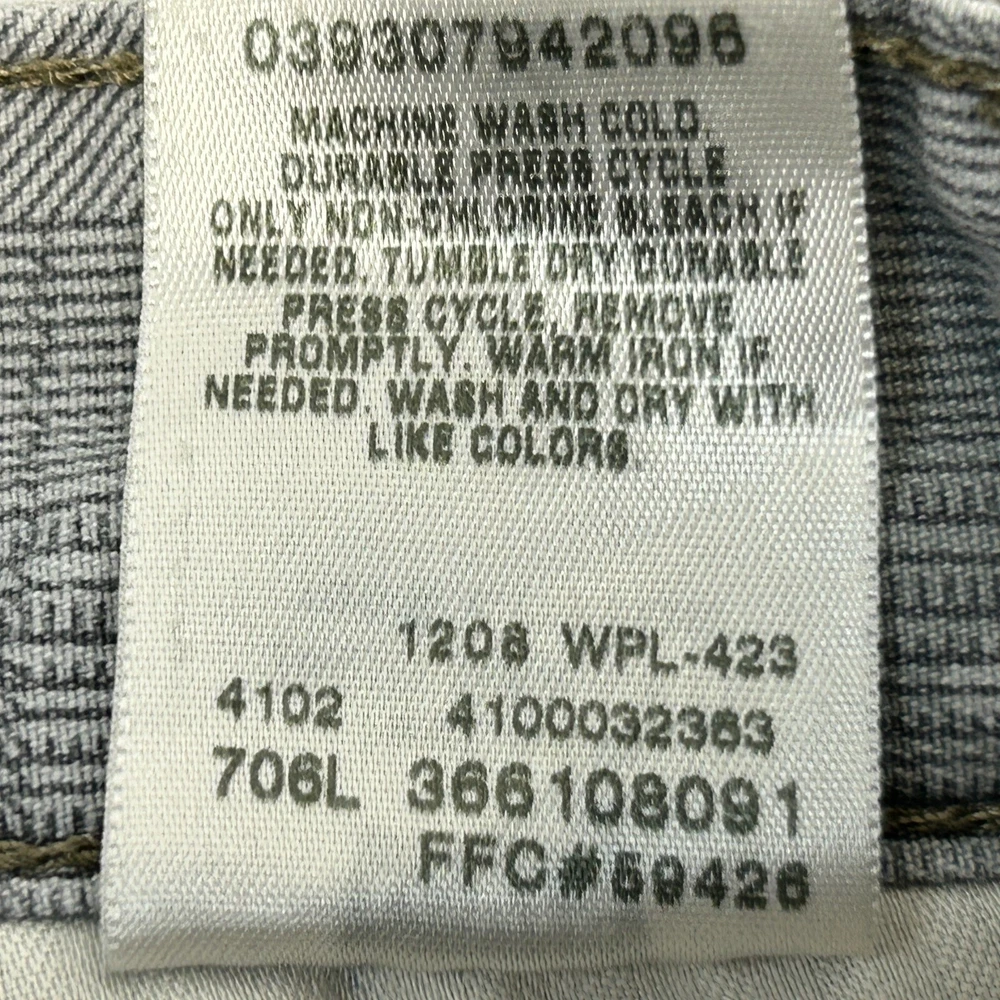 039307942096
MACHINE WASH COLD,
DURABLE PRESS CYCLE
ONLY NON-CHLORINE BLEACH IF
NEEDED. TUMBLE DRY DURABLE
PRESS CYCLE, REMOVE
PROMPTLY. WARM IRON IF
NEEDED. WASH AND DRY WITH
LIKE COLORS
1208 WPL-423
4102 4100032363
706L 366108091
FFC#59426